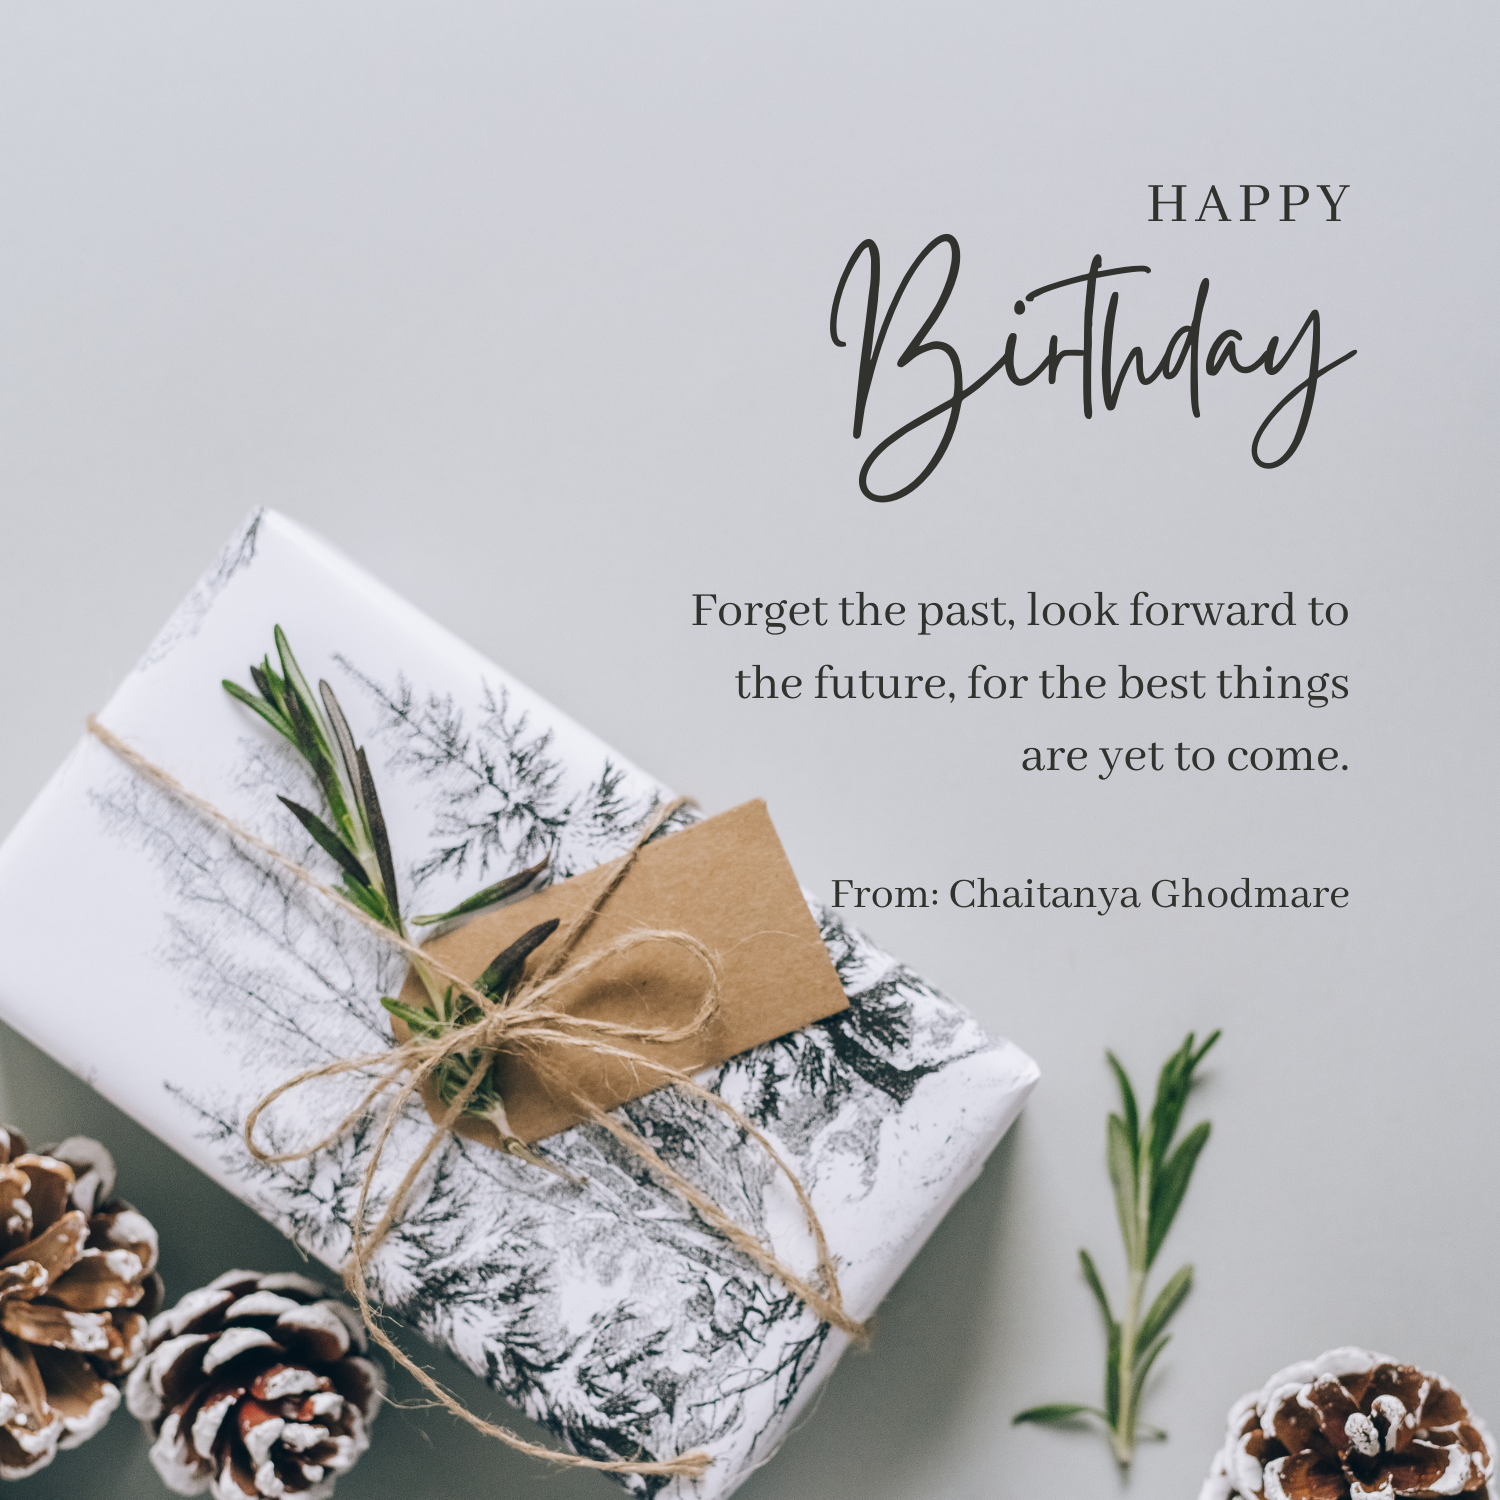 HAPPY
Birthday
Forget the past, look forward to
the future, for the best things
are yet to come.
From: Chaitanya Ghodmare